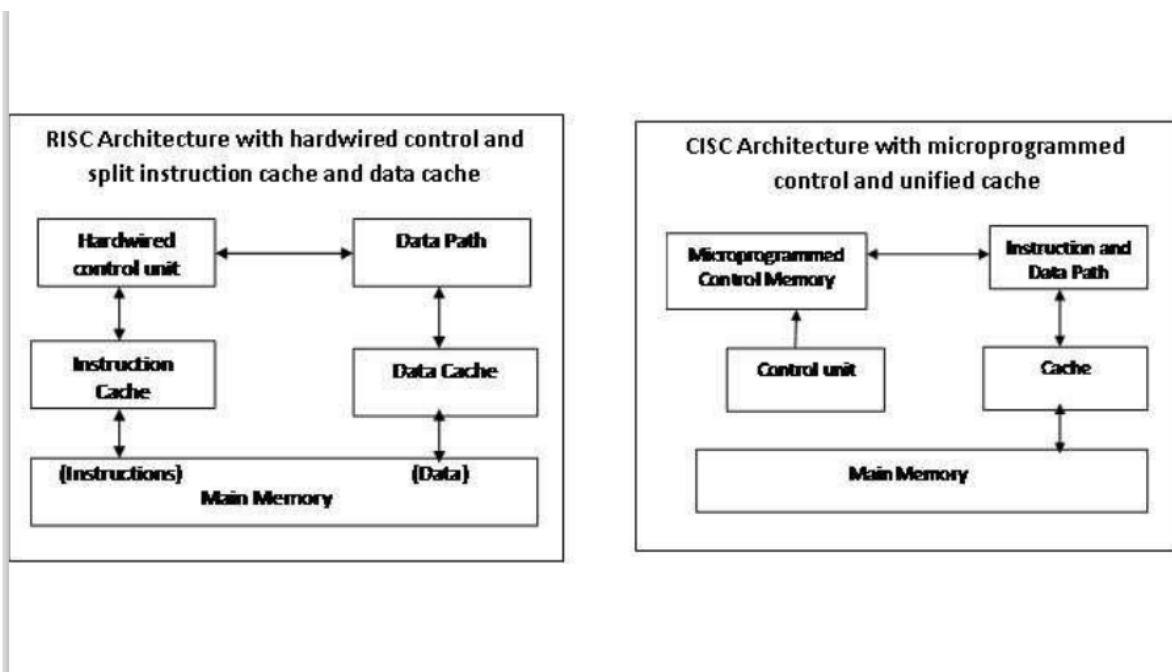 RISC Architecture with hardwired control and
split instruction cache and data cache
Hardwired
control unit
Data Path
Instruction
Cache
Data Cache
(Instructions)
(Data)
Main Memory
CISC Architecture with microprogrammed
control and unified cache
Microprogrammed
Control Memory
Instruction and
Data Path
Control unit
Cache
Main Memory